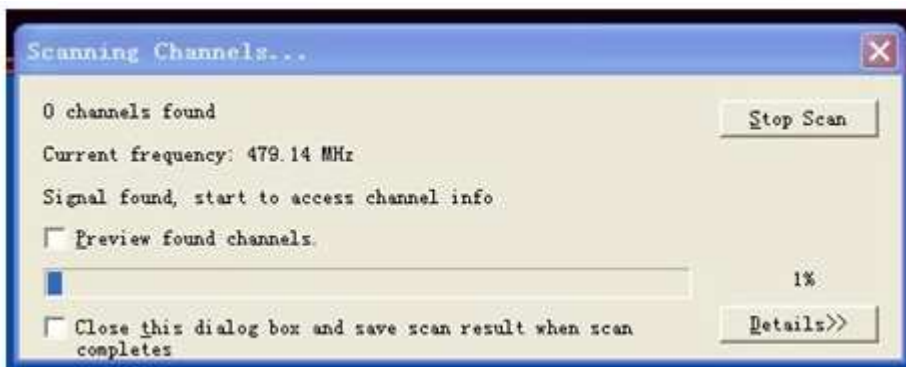 Scanning Channels...
0 channels found
Stop Scan
Current frequency: 479.14 MHz
Signal found, start to access channel info
Preview found channels.
1%
Close this dialog box and save scan result when scan
completes
Details>>